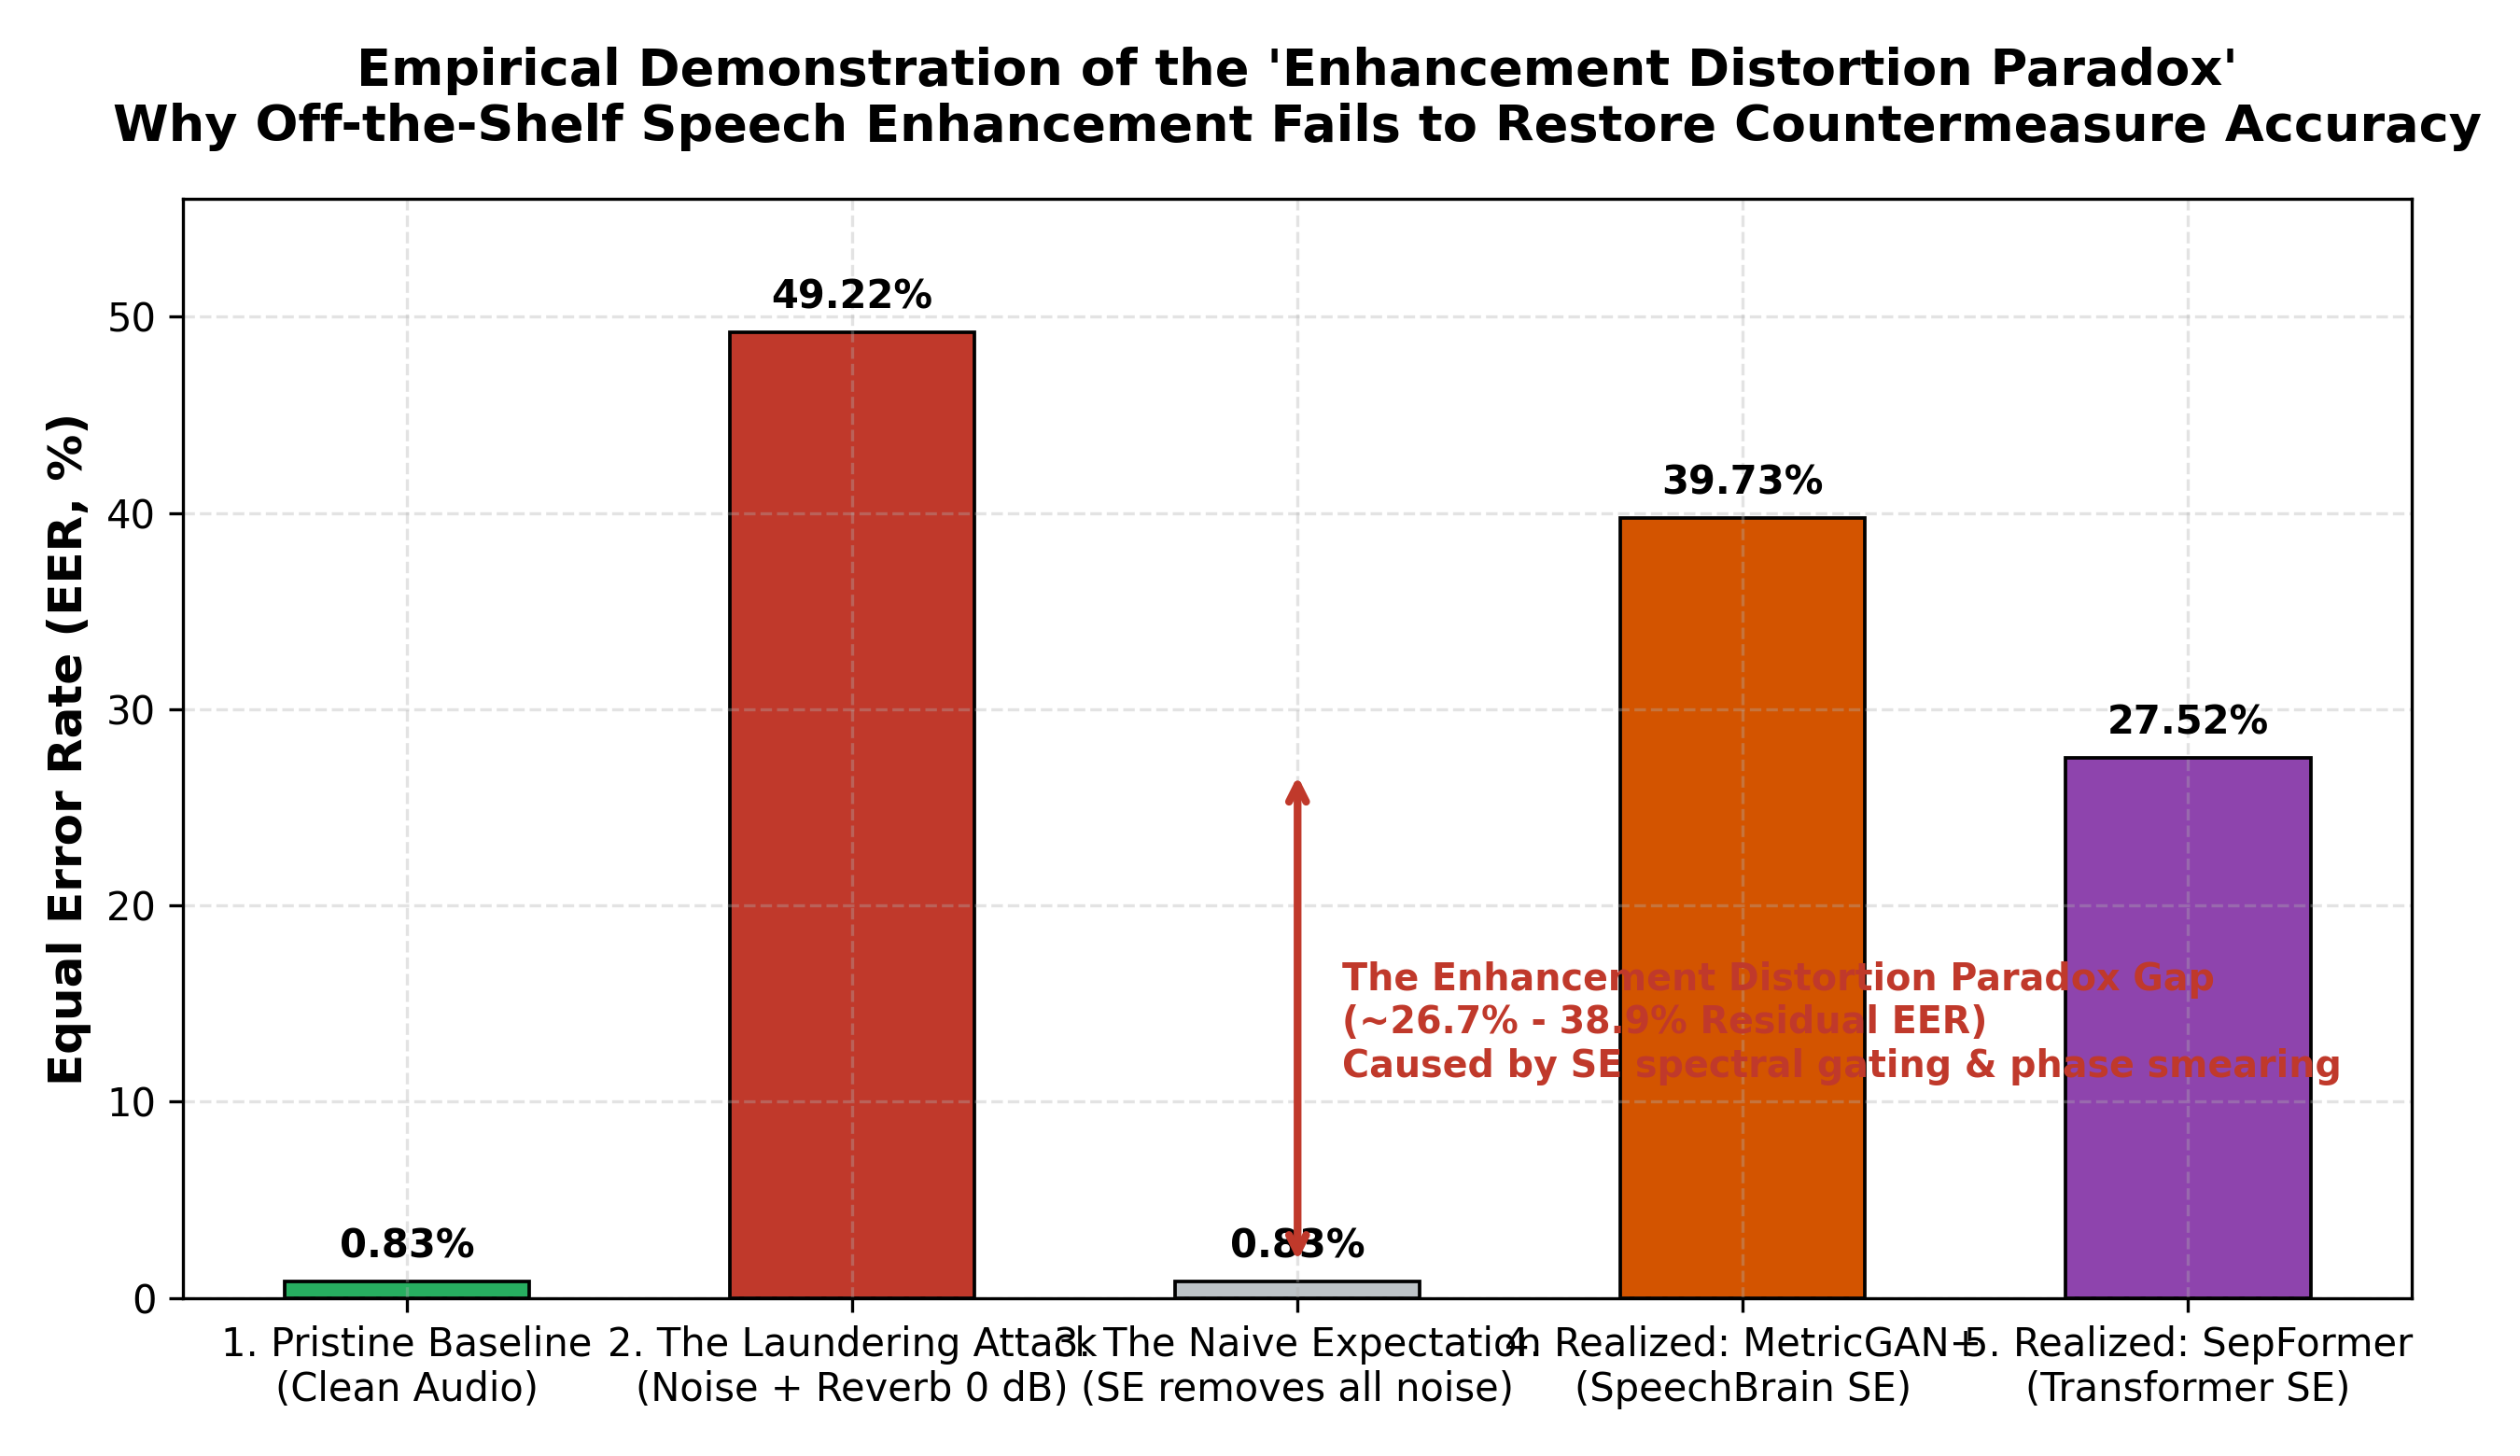 Empirical Demonstration of the 'Enhancement Distortion Paradox'
Why Off-the-Shelf Speech Enhancement Fails to Restore Countermeasure Accuracy
Equal Error Rate (EER, %)
50
40
30
20
10
0
0.83%
49.22%
0.83%
39.73%
27.52%
The Enhancement Distortion Paradox Gap
(~26.7% - 38.9% Residual EER)
Caused by SE spectral gating & phase smearing
1. Pristine Baseline
(Clean Audio)
2. The Laundering Attack
(Noise + Reverb 0 dB)
3. The Naive Expectation
(SE removes all noise)
4. Realized: MetricGAN+
(SpeechBrain SE)
5. Realized: SepFormer
(Transformer SE)